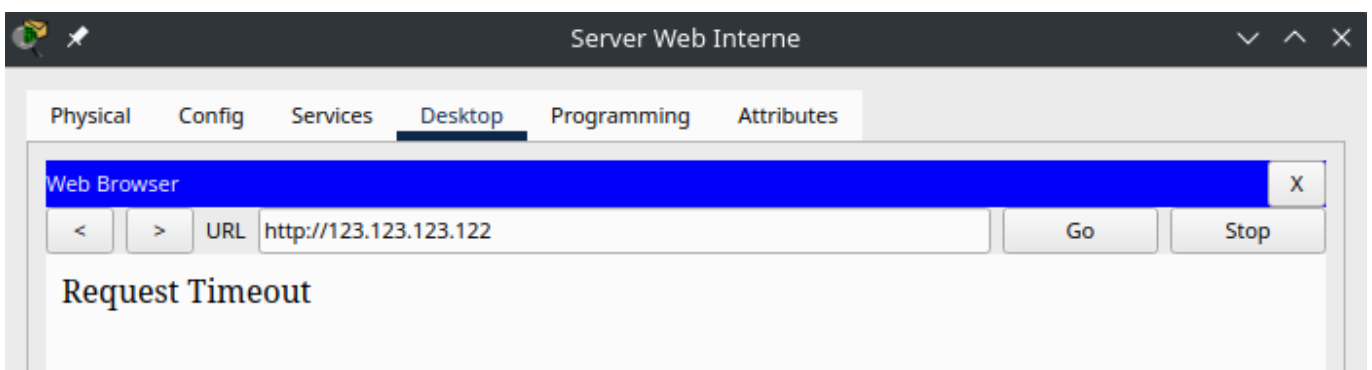 Server Web Interne
Physical Config Services Desktop Programming Attributes
Web Browser X
< > URL http://123.123.123.122 Go Stop
Request Timeout